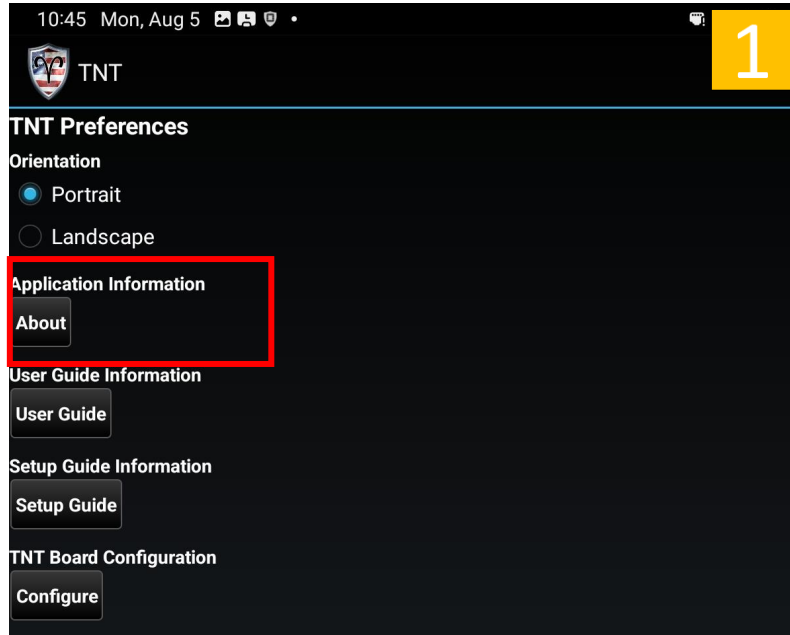 10:45 Mon, Aug 5
1
TNT
TNT Preferences
Orientation
Portrait
Landscape
Application Information
About
User Guide Information
User Guide
Setup Guide Information
Setup Guide
TNT Board Configuration
Configure